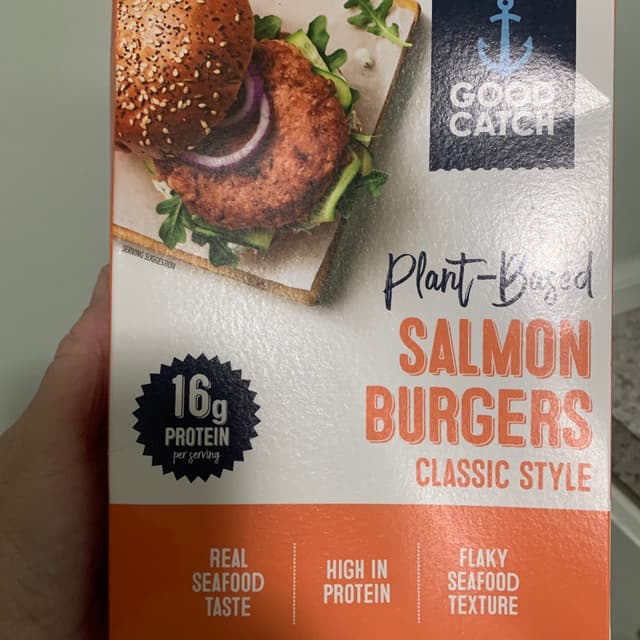 GOOD
CATCH
SERVING SUGGESTION
Plant-Based
SALMON
BURGERS
CLASSIC STYLE
16g
PROTEIN
per serving
REAL
SEAFOOD
TASTE
HIGH IN
PROTEIN
FLAKY
SEAFOOD
TEXTURE